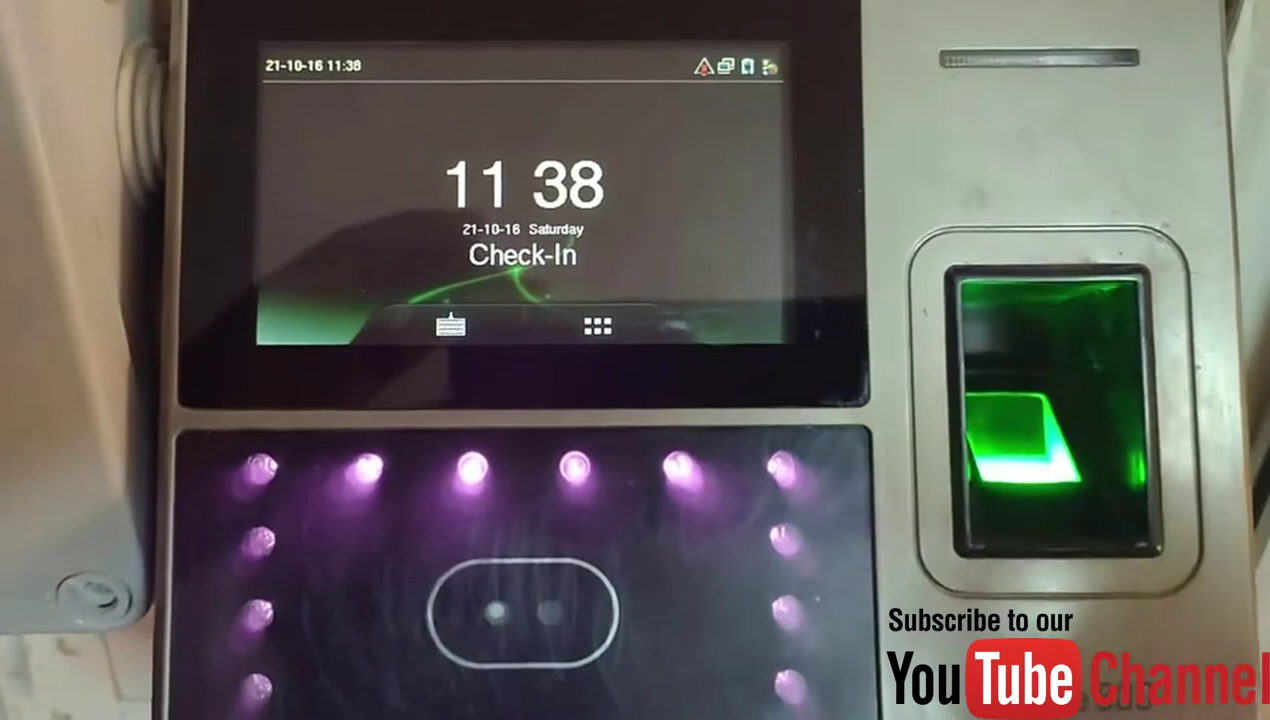 21-10-16 11:38
11 38
21-10-16 Saturday
Check-In
Subscribe to our
YouTube Channel